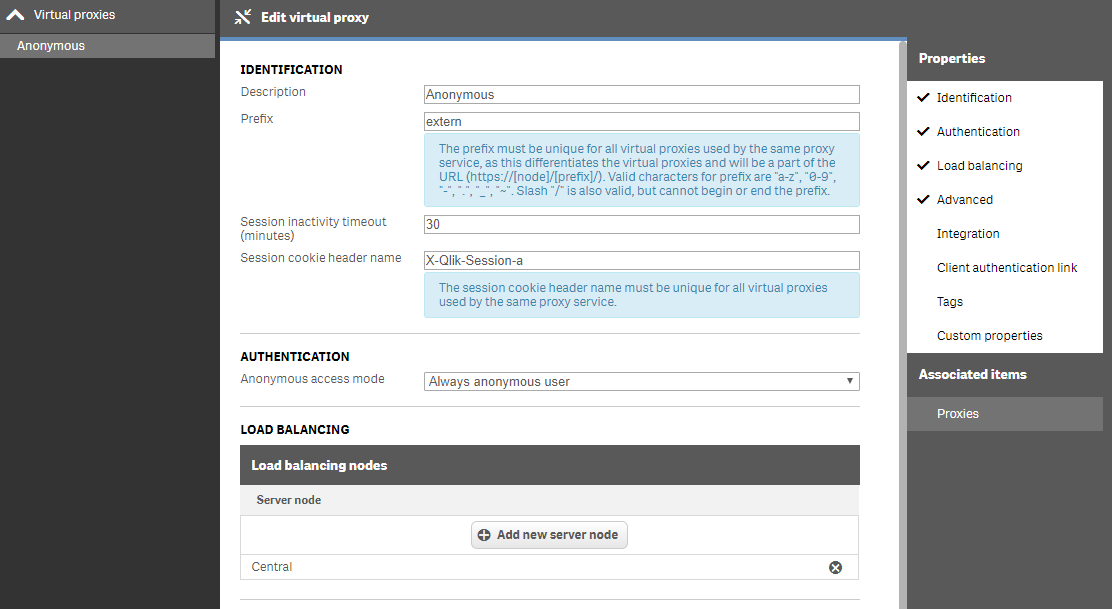 Virtual proxies
Anonymous
Edit virtual proxy
IDENTIFICATION
Description
Anonymous
Prefix
extern
The prefix must be unique for all virtual proxies used by the same proxy
service, as this differentiates the virtual proxies and will be a part of the
URL (https://[node]/[prefix]/). Valid characters for prefix are "a-z", "0-9",
"-", ".", "_", "~". Slash "/" is also valid, but cannot begin or end the prefix.
Session inactivity timeout
(minutes)
30
Session cookie header name
X-Qlik-Session-a
The session cookie header name must be unique for all virtual proxies
used by the same proxy service.
AUTHENTICATION
Anonymous access mode
Always anonymous user
LOAD BALANCING
Load balancing nodes
Server node
Add new server node
Central
Properties
Identification
Authentication
Load balancing
Advanced
Integration
Client authentication link
Tags
Custom properties
Associated items
Proxies